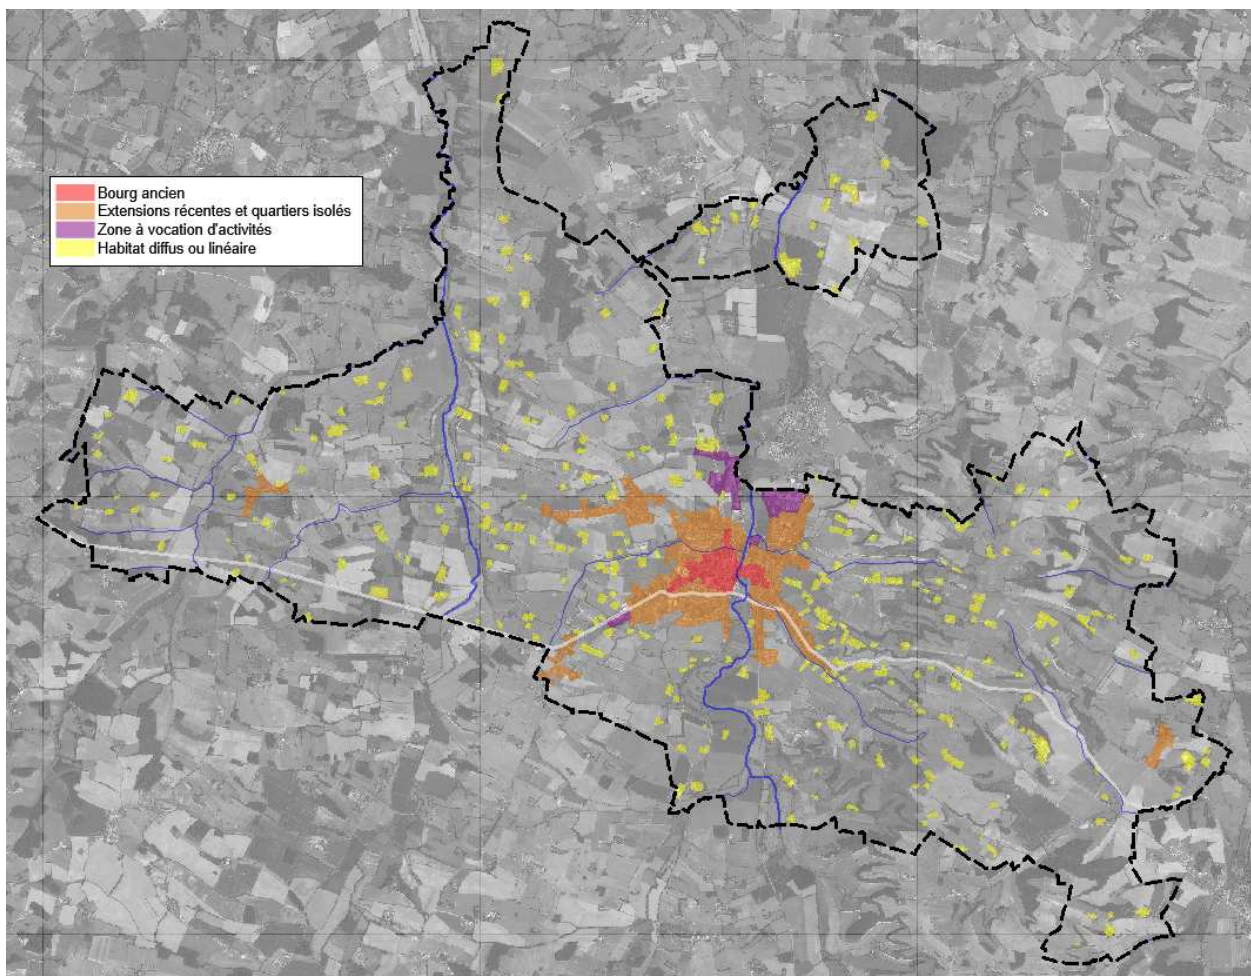 Bourg ancien
Extensions récentes et quartiers isolés
Zone à vocation d'activités
Habitat diffus ou linéaire